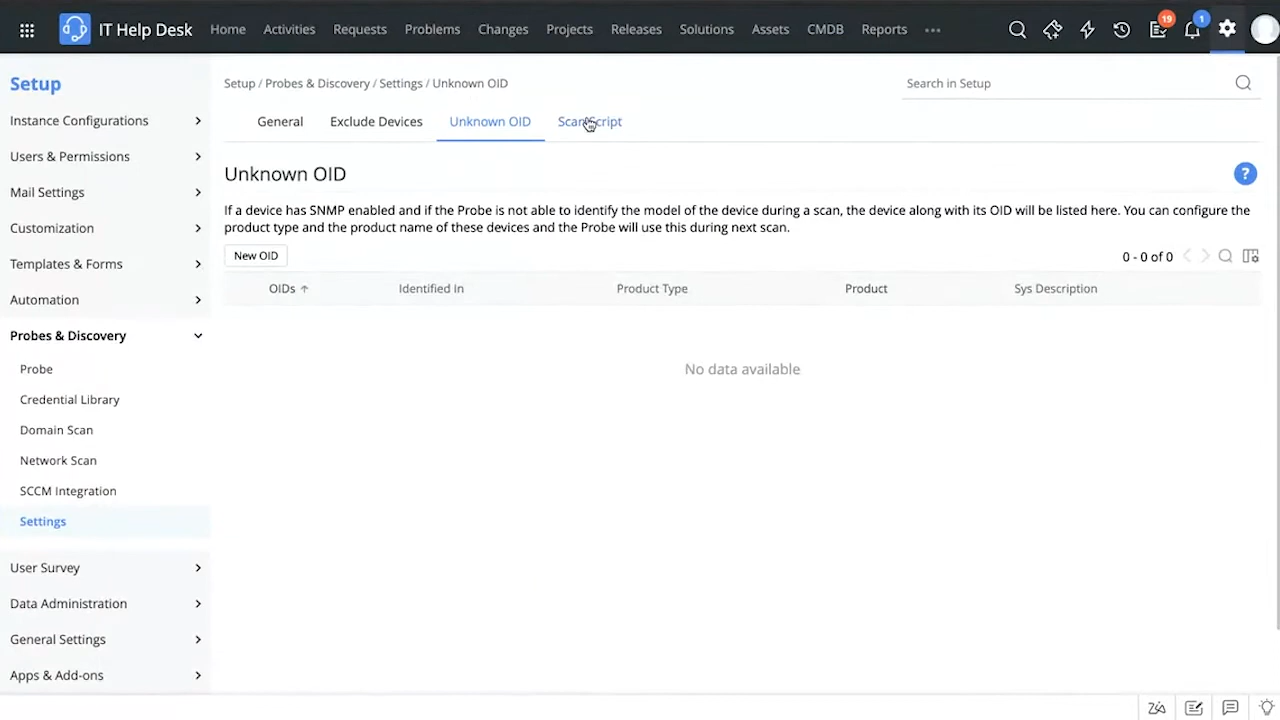 IT Help Desk
Home
Activities
Requests
Problems
Changes
Projects
Releases
Solutions
Assets
CMDB
Reports
19
1
Setup
Instance Configurations
Users & Permissions
Mail Settings
Customization
Templates & Forms
Automation
Probes & Discovery
Probe
Credential Library
Domain Scan
Network Scan
SCCM Integration
Settings
User Survey
Data Administration
General Settings
Apps & Add-ons
Setup / Probes & Discovery / Settings / Unknown OID
Search in Setup
General
Exclude Devices
Unknown OID
Scan Script
Unknown OID
?
If a device has SNMP enabled and if the Probe is not able to identify the model of the device during a scan, the device along with its OID will be listed here. You can configure the
product type and the product name of these devices and the Probe will use this during next scan.
New OID
0 - 0 of 0
OIDs
Identified In
Product Type
Product
Sys Description
No data available